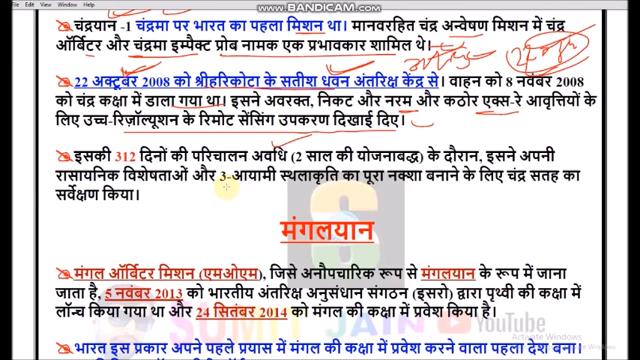 www.BANDICAM.com
चंद्रयान -1 चंद्रमा पर भारत का पहला मिशन था। मानवरहित चंद्र अन्वेषण मिशन में चंद्र
ऑर्बिटर और चंद्रमा इम्पैक्ट प्रोब नामक एक प्रभावकार शामिल थे।
22 अक्टूबर 2008 को श्रीहरिकोटा के सतीश धवन अंतरिक्ष केंद्र से। वाहन को 8 नवंबर 2008
को चंद्र कक्षा में डाला गया था। इसने अवरक्त, निकट और नरम और कठोर एक्स-रे आवृत्तियों के
लिए उच्च-रिज़ॉल्यूशन के रिमोट सेंसिंग उपकरण दिखाई दिए।
इसकी 312 दिनों की परिचालन अवधि (2 साल की योजनाबद्ध) के दौरान, इसने अपनी
रासायनिक विशेषताओं और 3-आयामी स्थलाकृति का पूरा नक्शा बनाने के लिए चंद्र सतह का
सर्वेक्षण किया।
मंगलयान
मंगल ऑर्बिटर मिशन (एमओएम), जिसे अनौपचारिक रूप से मंगलयान के रूप में जाना
जाता है, 5 नवंबर 2013 को भारतीय अंतरिक्ष अनुसंधान संगठन (इसरो) द्वारा पृथ्वी की कक्षा में
लॉन्च किया गया था और 24 सितंबर 2014 को मंगल की कक्षा में प्रवेश किया है।
SUMIT JAIN YouTube
Activate Windows
भारत इस प्रकार अपने पहले प्रयास में मंगल की कक्षा में प्रवेश करने वाला पहला देश बना।